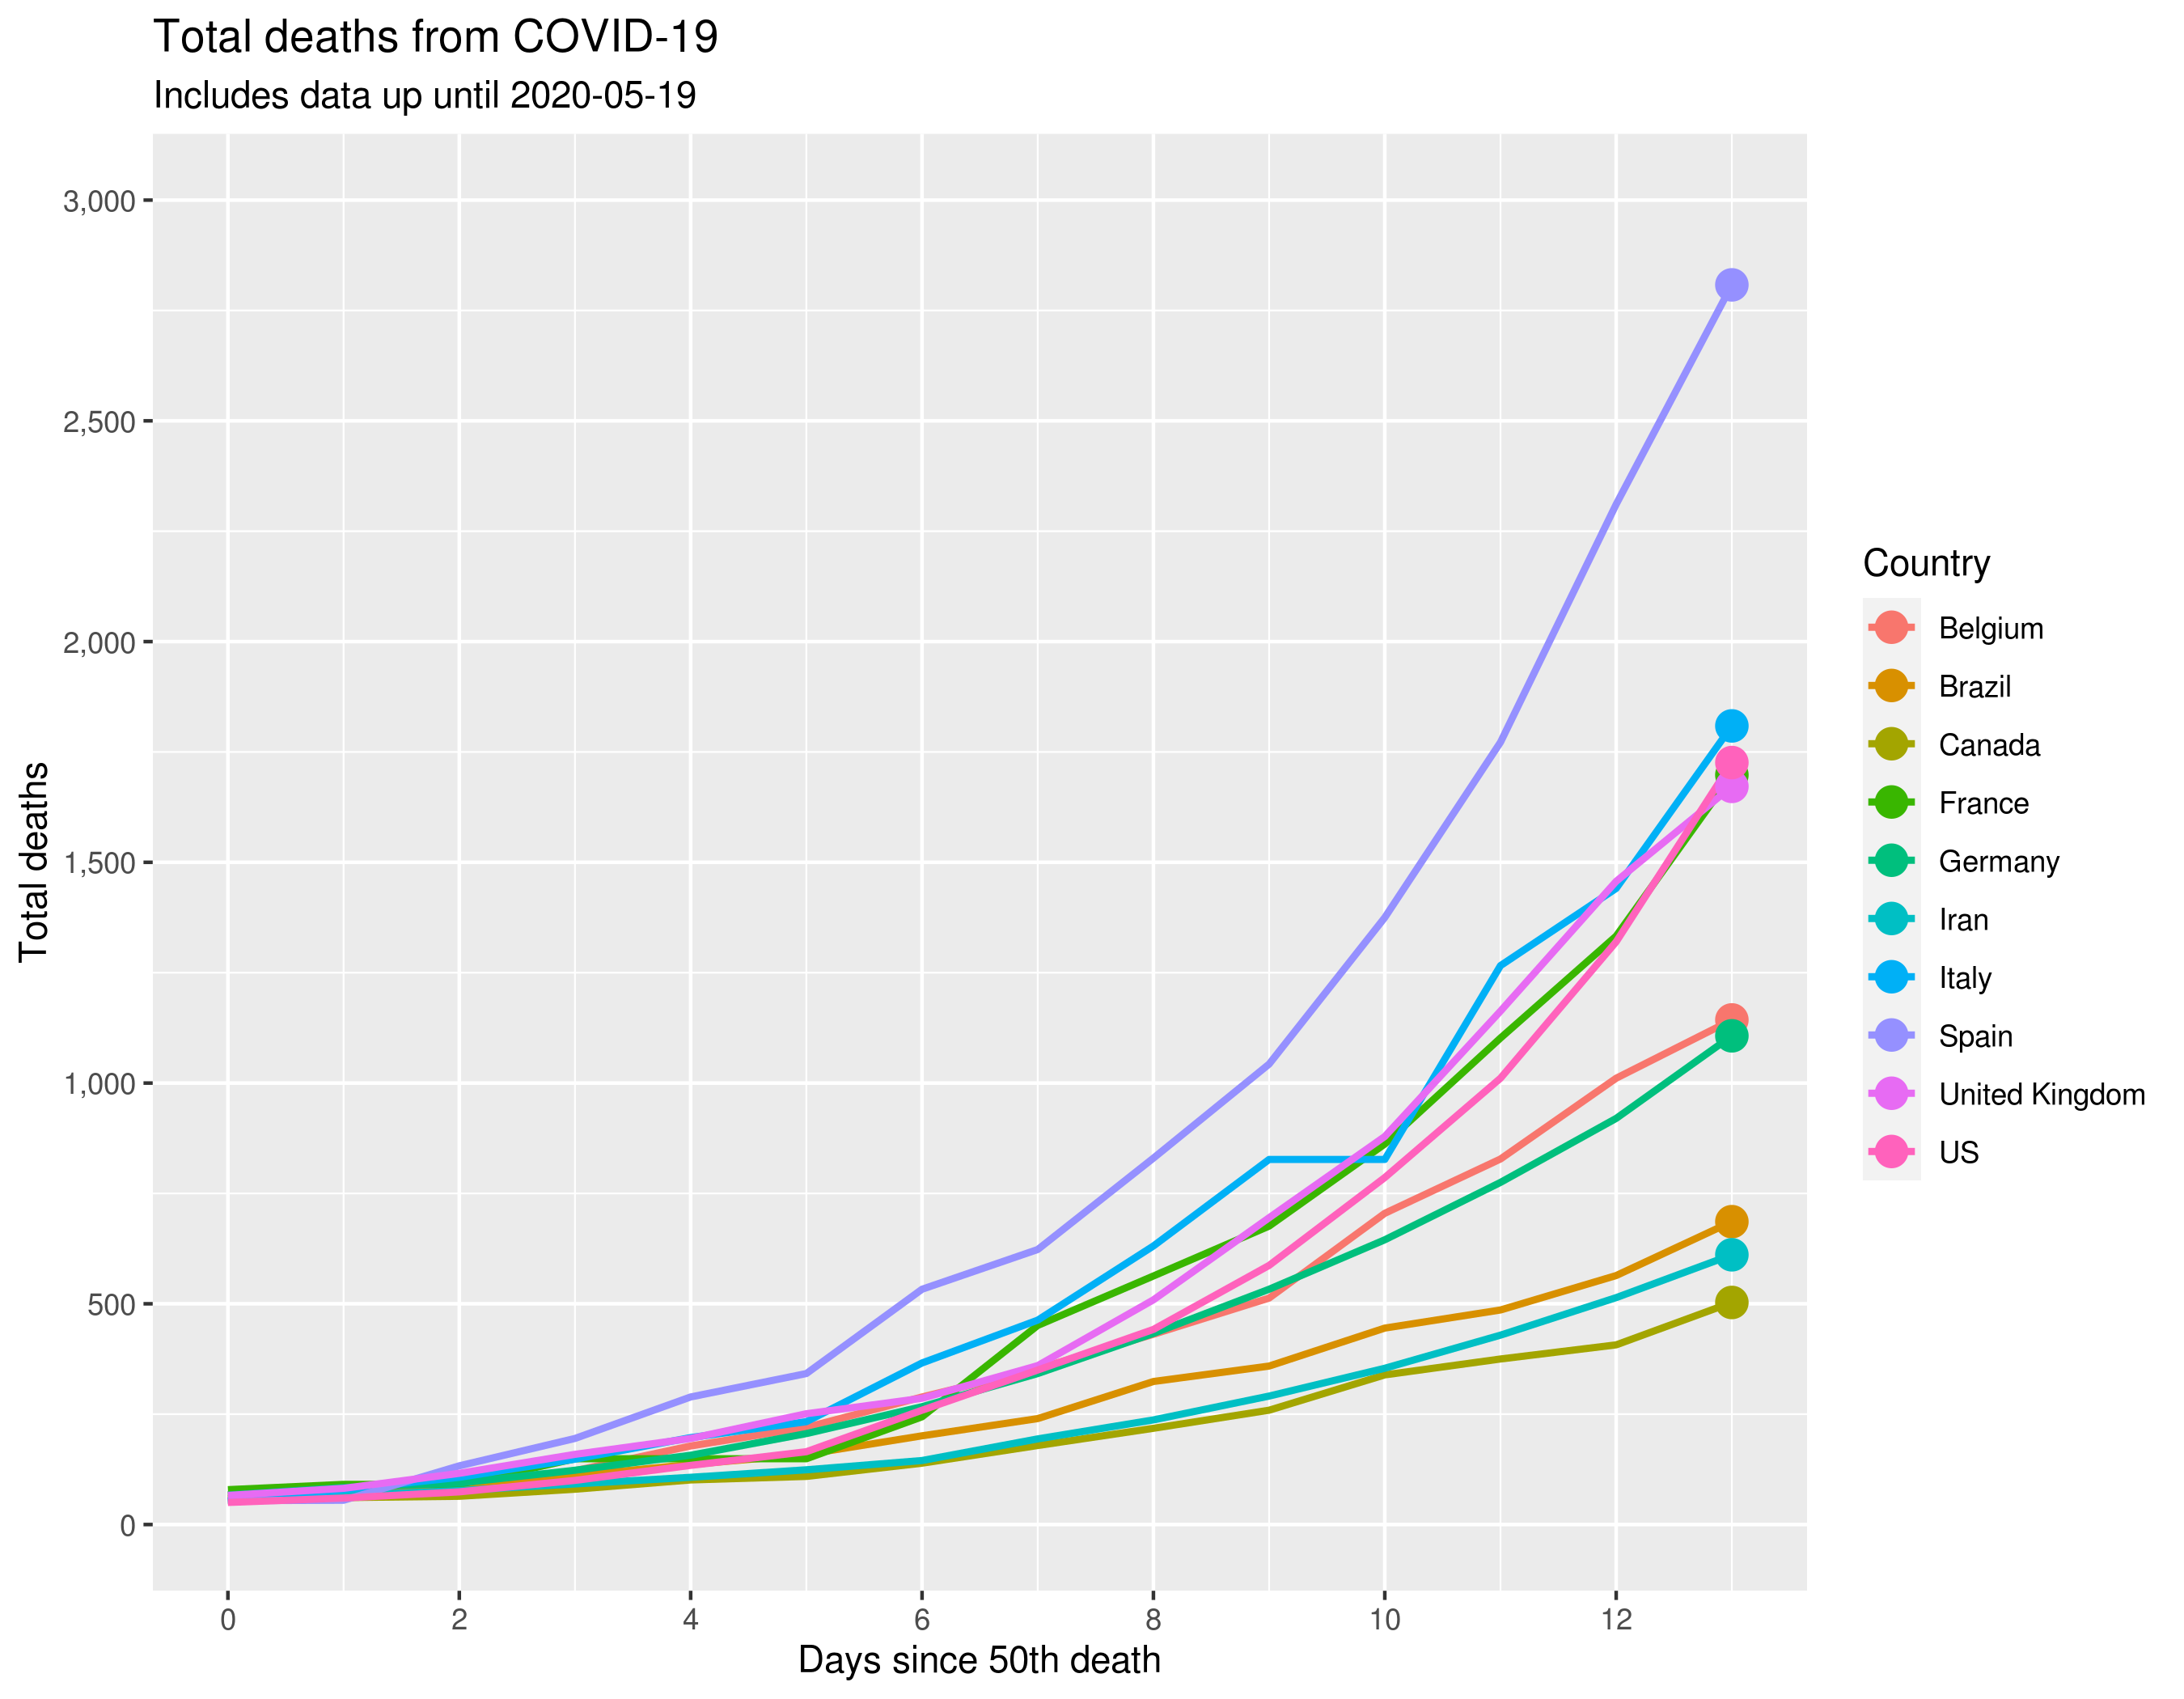 Total deaths from COVID-19
Includes data up until 2020-05-19
Total deaths
3,000
2,500
2,000
1,500
1,000
500
0
0 2 4 6 8 10 12
Days since 50th death
Country
Belgium
Brazil
Canada
France
Germany
Iran
Italy
Spain
United Kingdom
US